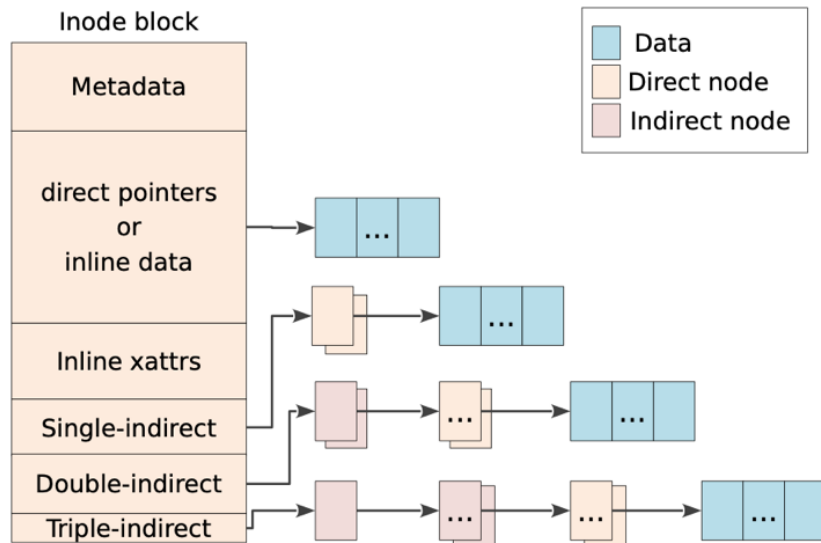 Inode block
Metadata
direct pointers
or
inline data
Inline xattrs
Single-indirect
Double-indirect
Triple-indirect
Data
Direct node
Indirect node
...
...
...
...
...
...
...